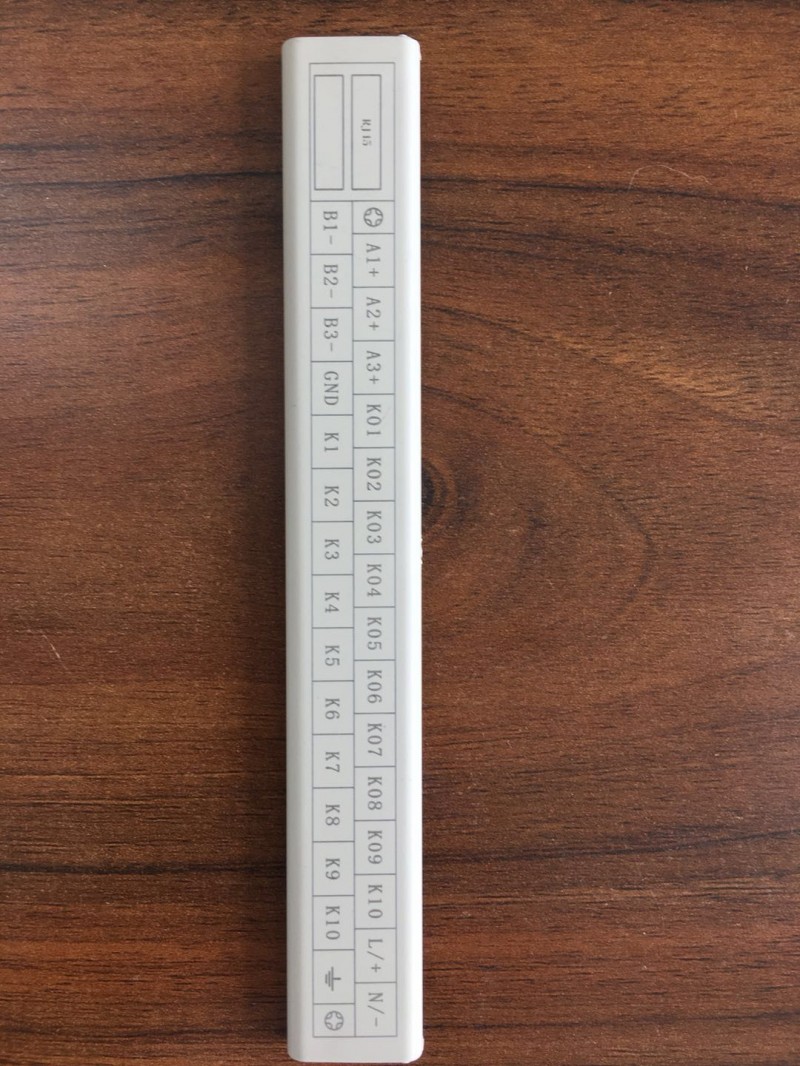 RJ45 A1+ A2+ A3+ K01 K02 K03 K04 K05 K06 K07 K08 K09 K10 L/+ N/-
B1- B2- B3- GND K1 K2 K3 K4 K5 K6 K7 K8 K9 K10